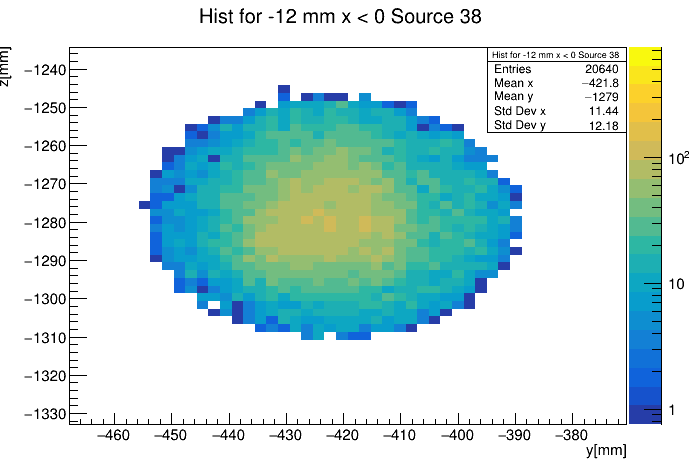 Hist for -12 mm x < 0 Source 38
z[mm]
Hist for -12 mm x < 0 Source 38
Entries 20640
Mean x −421.8
Mean y −1279
Std Dev x 11.44
Std Dev y 12.18
−1240
−1250
−1260
−1270
−1280
−1290
−1300
−1310
−1320
−1330
10²
10
1
−460 −450 −440 −430 −420 −410 −400 −390 −380
y[mm]